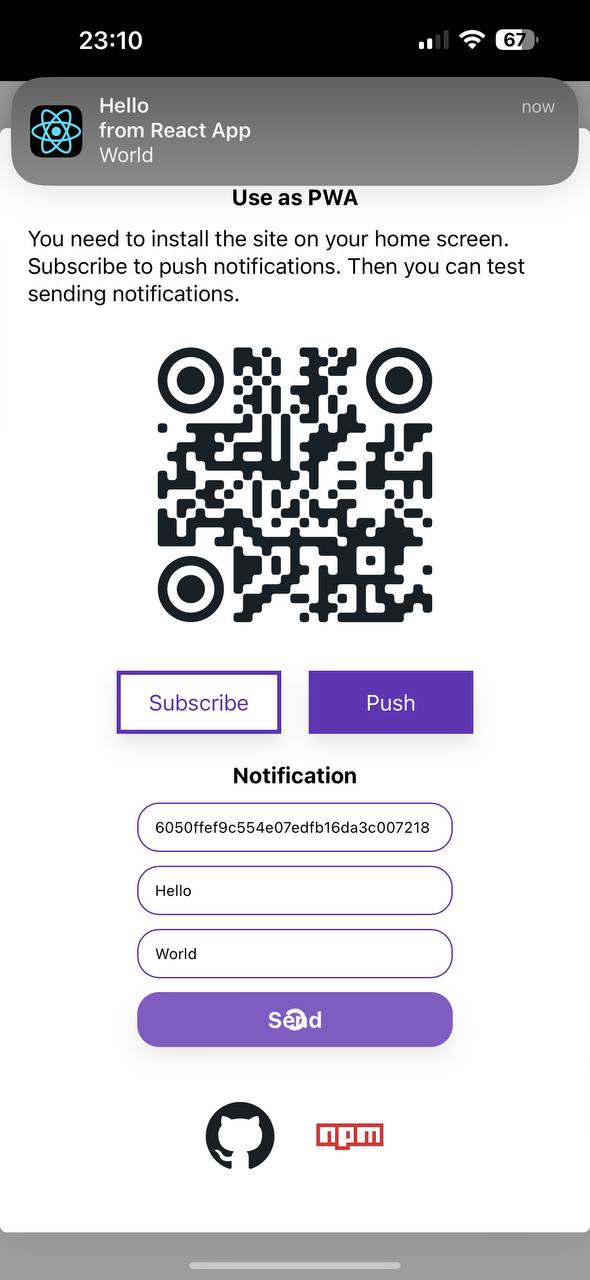 23:10
67
Hello
now
from React App
World
Use as PWA
You need to install the site on your home screen.
Subscribe to push notifications. Then you can test
sending notifications.
Subscribe
Push
Notification
6050ffef9c554e07edfb16da3c007218
Hello
World
Send
npm